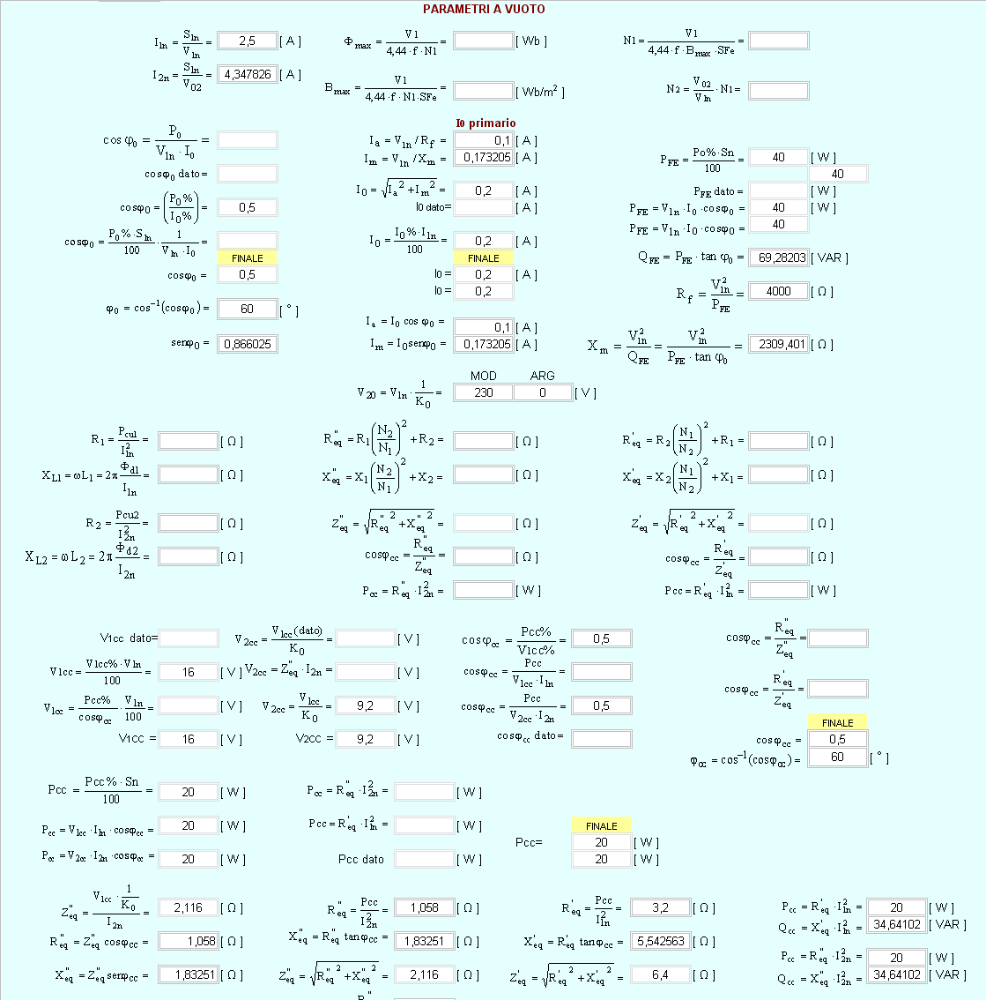 PARAMETRI A VUOTO
I1n = S1n / V1n = 2,5 [ A ]
Φmax = V1 / 4,44 · f · N1 = [ Wb ]
N1 = V1 / 4,44 · f · Bmax · SFe =
I2n = S1n / V02 = 4,347826 [ A ]
Bmax = V1 / 4,44 · f · N1·SFe = [ Wb/m² ]
N2 = V02 / V1n · N1 =
I0 primario
cos φ0 = P0 / V1n · I0 =
Ia = V1n / Rf = 0,1 [ A ]
Im = V1n / Xm = 0,173205 [ A ]
PFE = Po% · Sn / 100 = 40 [ W ]
40
cosφ0 dato =
I0 = √Ia² + Im² = 0,2 [ A ]
PFE dato = [ W ]
cosφ0 = (P0% / I0%) = 0,5
I0 dato= [ A ]
PFE = V1n · I0 · cosφ0 = 40 [ W ]
PFE = V1n · I0 · cosφ0 = 40
cosφ0 = P0% · S1n / 100 · 1 / V1n · I0 =
I0 = I0% · I1n / 100 = 0,2 [ A ]
QFE = PFE · tan φ0 = 69,28203 [ VAR ]
FINALE
FINALE
cosφ0 = 0,5
I0 = 0,2 [ A ]
I0 = 0,2
Rf = V1n² / PFE = 4000 [ Ω ]
φ0 = cos⁻¹(cosφ0) = 60 [ ° ]
Ia = I0 cos φ0 = 0,1 [ A ]
senφ0 = 0,866025
Im = I0senφ0 = 0,173205 [ A ]
Xm = V1n² / QFE = V1n² / PFE · tan φ0 = 2309,401 [ Ω ]
MOD ARG
V20 = V1n · 1 / K0 = 230 0 [ V ]
R1 = Pcu1 / I1n² = [ Ω ]
R"eq = R1 (N2 / N1)² + R2 = [ Ω ]
R'eq = R2 (N1 / N2)² + R1 = [ Ω ]
XL1 = ωL1 = 2π Φd1 / I1n = [ Ω ]
X"eq = X1 (N2 / N1)² + X2 = [ Ω ]
X'eq = X2 (N1 / N2)² + X1 = [ Ω ]
R2 = Pcu2 / I2n² = [ Ω ]
Z"eq = √R"eq² + X"eq² = [ Ω ]
Z'eq = √R'eq² + X'eq² = [ Ω ]
XL2 = ωL2 = 2π Φd2 / I2n = [ Ω ]
cosφcc = R"eq / Z"eq = [ Ω ]
cosφcc = R'eq / Z'eq = [ Ω ]
Pcc = R"eq · I2n² = [ W ]
Pcc = R'eq · I1n² = [ W ]
V1cc dato=
V2cc = V1cc(dato) / K0 = [ V ]
cosφcc = Pcc% / V1cc% = 0,5
cosφcc = R"eq / Z"eq =
V1cc = V1cc% · V1n / 100 = 16 [ V ]
V2cc = Z"eq · I2n = [ V ]
cosφcc = Pcc / V1cc · I1n =
cosφcc = R'eq / Z'eq =
V1cc = Pcc% / cosφcc · V1n / 100 = [ V ]
V2cc = V1cc / K0 = 9,2 [ V ]
cosφcc = Pcc / V2cc · I2n = 0,5
FINALE
V1CC = 16 [ V ]
V2CC = 9,2 [ V ]
cosφcc dato=
cosφcc = 0,5
φcc = cos⁻¹(cosφcc) = 60 [ ° ]
Pcc = Pcc% · Sn / 100 = 20 [ W ]
Pcc = R"eq · I2n² = [ W ]
Pcc = V1cc · I1n · cosφcc = 20 [ W ]
Pcc = R'eq · I1n² = [ W ]
FINALE
Pcc= 20 [ W ]
20 [ W ]
Pcc = V2cc · I2n · cosφcc = 20 [ W ]
Pcc dato [ W ]
Z"eq = V1cc · 1 / K0 / I2n = 2,116 [ Ω ]
R"eq = Pcc / I2n² = 1,058 [ Ω ]
R'eq = Pcc / I1n² = 3,2 [ Ω ]
Pcc = R'eq · I1n² = 20 [ W ]
Qcc = X'eq · I1n² = 34,64102 [ VAR ]
R"eq = Z"eq cosφcc = 1,058 [ Ω ]
X"eq = R"eq tanφcc = 1,83251 [ Ω ]
X'eq = R'eq tanφcc = 5,542563 [ Ω ]
Pcc = R"eq · I2n² = 20 [ W ]
X"eq = Z"eq senφcc = 1,83251 [ Ω ]
Z"eq = √R"eq² + X"eq² = 2,116 [ Ω ]
Z'eq = √R'eq² + X'eq² = 6,4 [ Ω ]
Qcc = X"eq · I2n² = 34,64102 [ VAR ]
R"